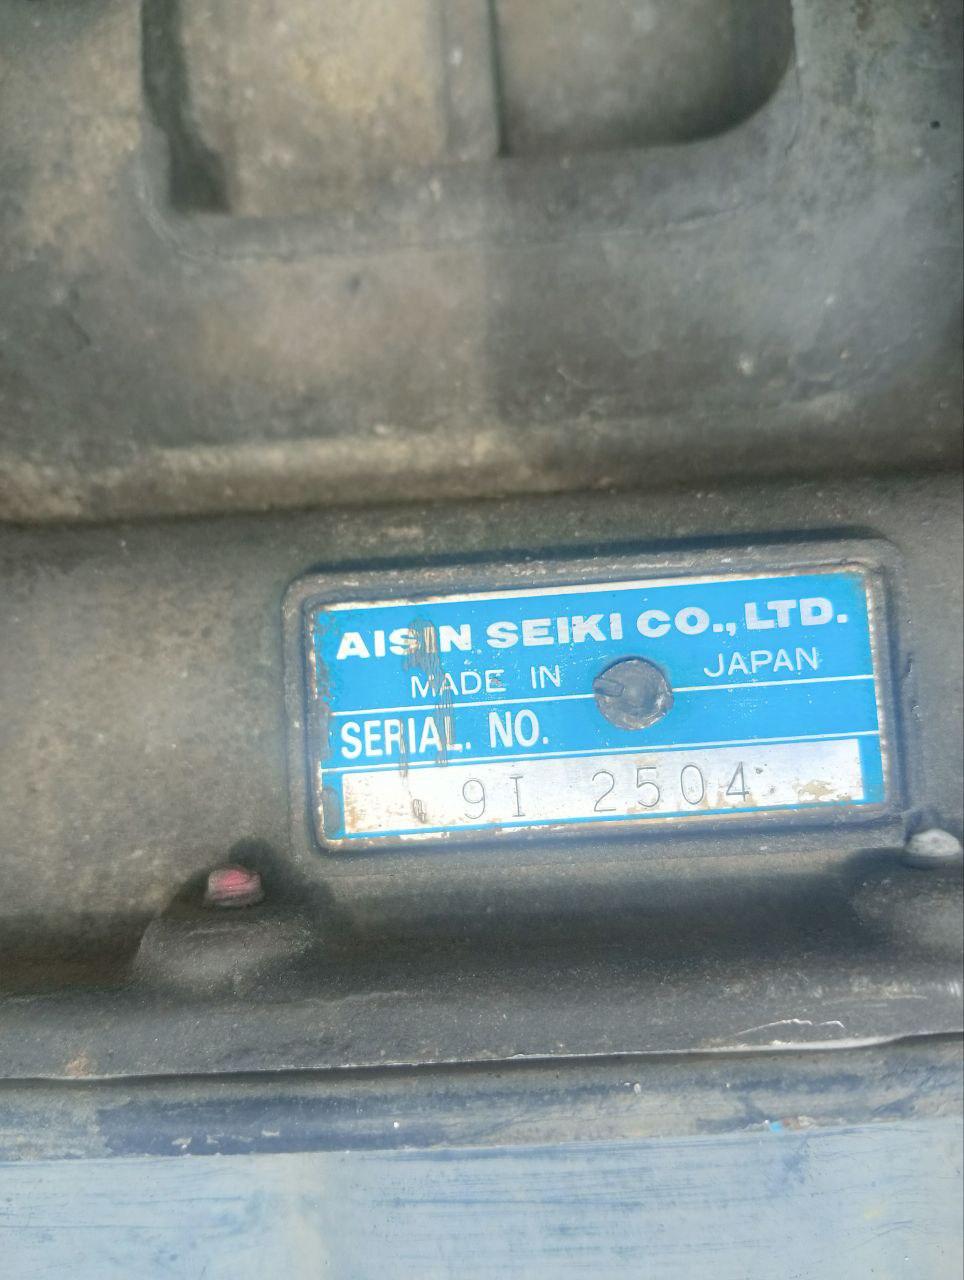 AISIN SEIKI CO., LTD.
MADE IN JAPAN
SERIAL. NO.
9I 2504